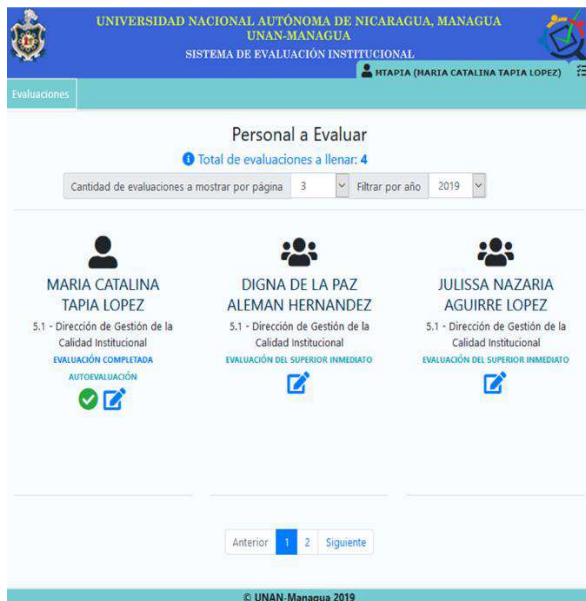 UNIVERSIDAD NACIONAL AUTÓNOMA DE NICARAGUA, MANAGUA
UNAN-MANAGUA
SISTEMA DE EVALUACIÓN INSTITUCIONAL
MTAPIA (MARIA CATALINA TAPIA LOPEZ)
Evaluaciones
Personal a Evaluar
Total de evaluaciones a llenar: 4
Cantidad de evaluaciones a mostrar por página 3 Filtrar por año 2019
MARIA CATALINA
TAPIA LOPEZ
5.1 - Dirección de Gestión de la
Calidad Institucional
EVALUACIÓN COMPLETADA
AUTOEVALUACIÓN
DIGNA DE LA PAZ
ALEMAN HERNANDEZ
5.1 - Dirección de Gestión de la
Calidad Institucional
EVALUACIÓN DEL SUPERIOR INMEDIATO
JULISSA NAZARIA
AGUIRRE LOPEZ
5.1 - Dirección de Gestión de la
Calidad Institucional
EVALUACIÓN DEL SUPERIOR INMEDIATO
Anterior 1 2 Siguiente
© UNAN-Managua 2019